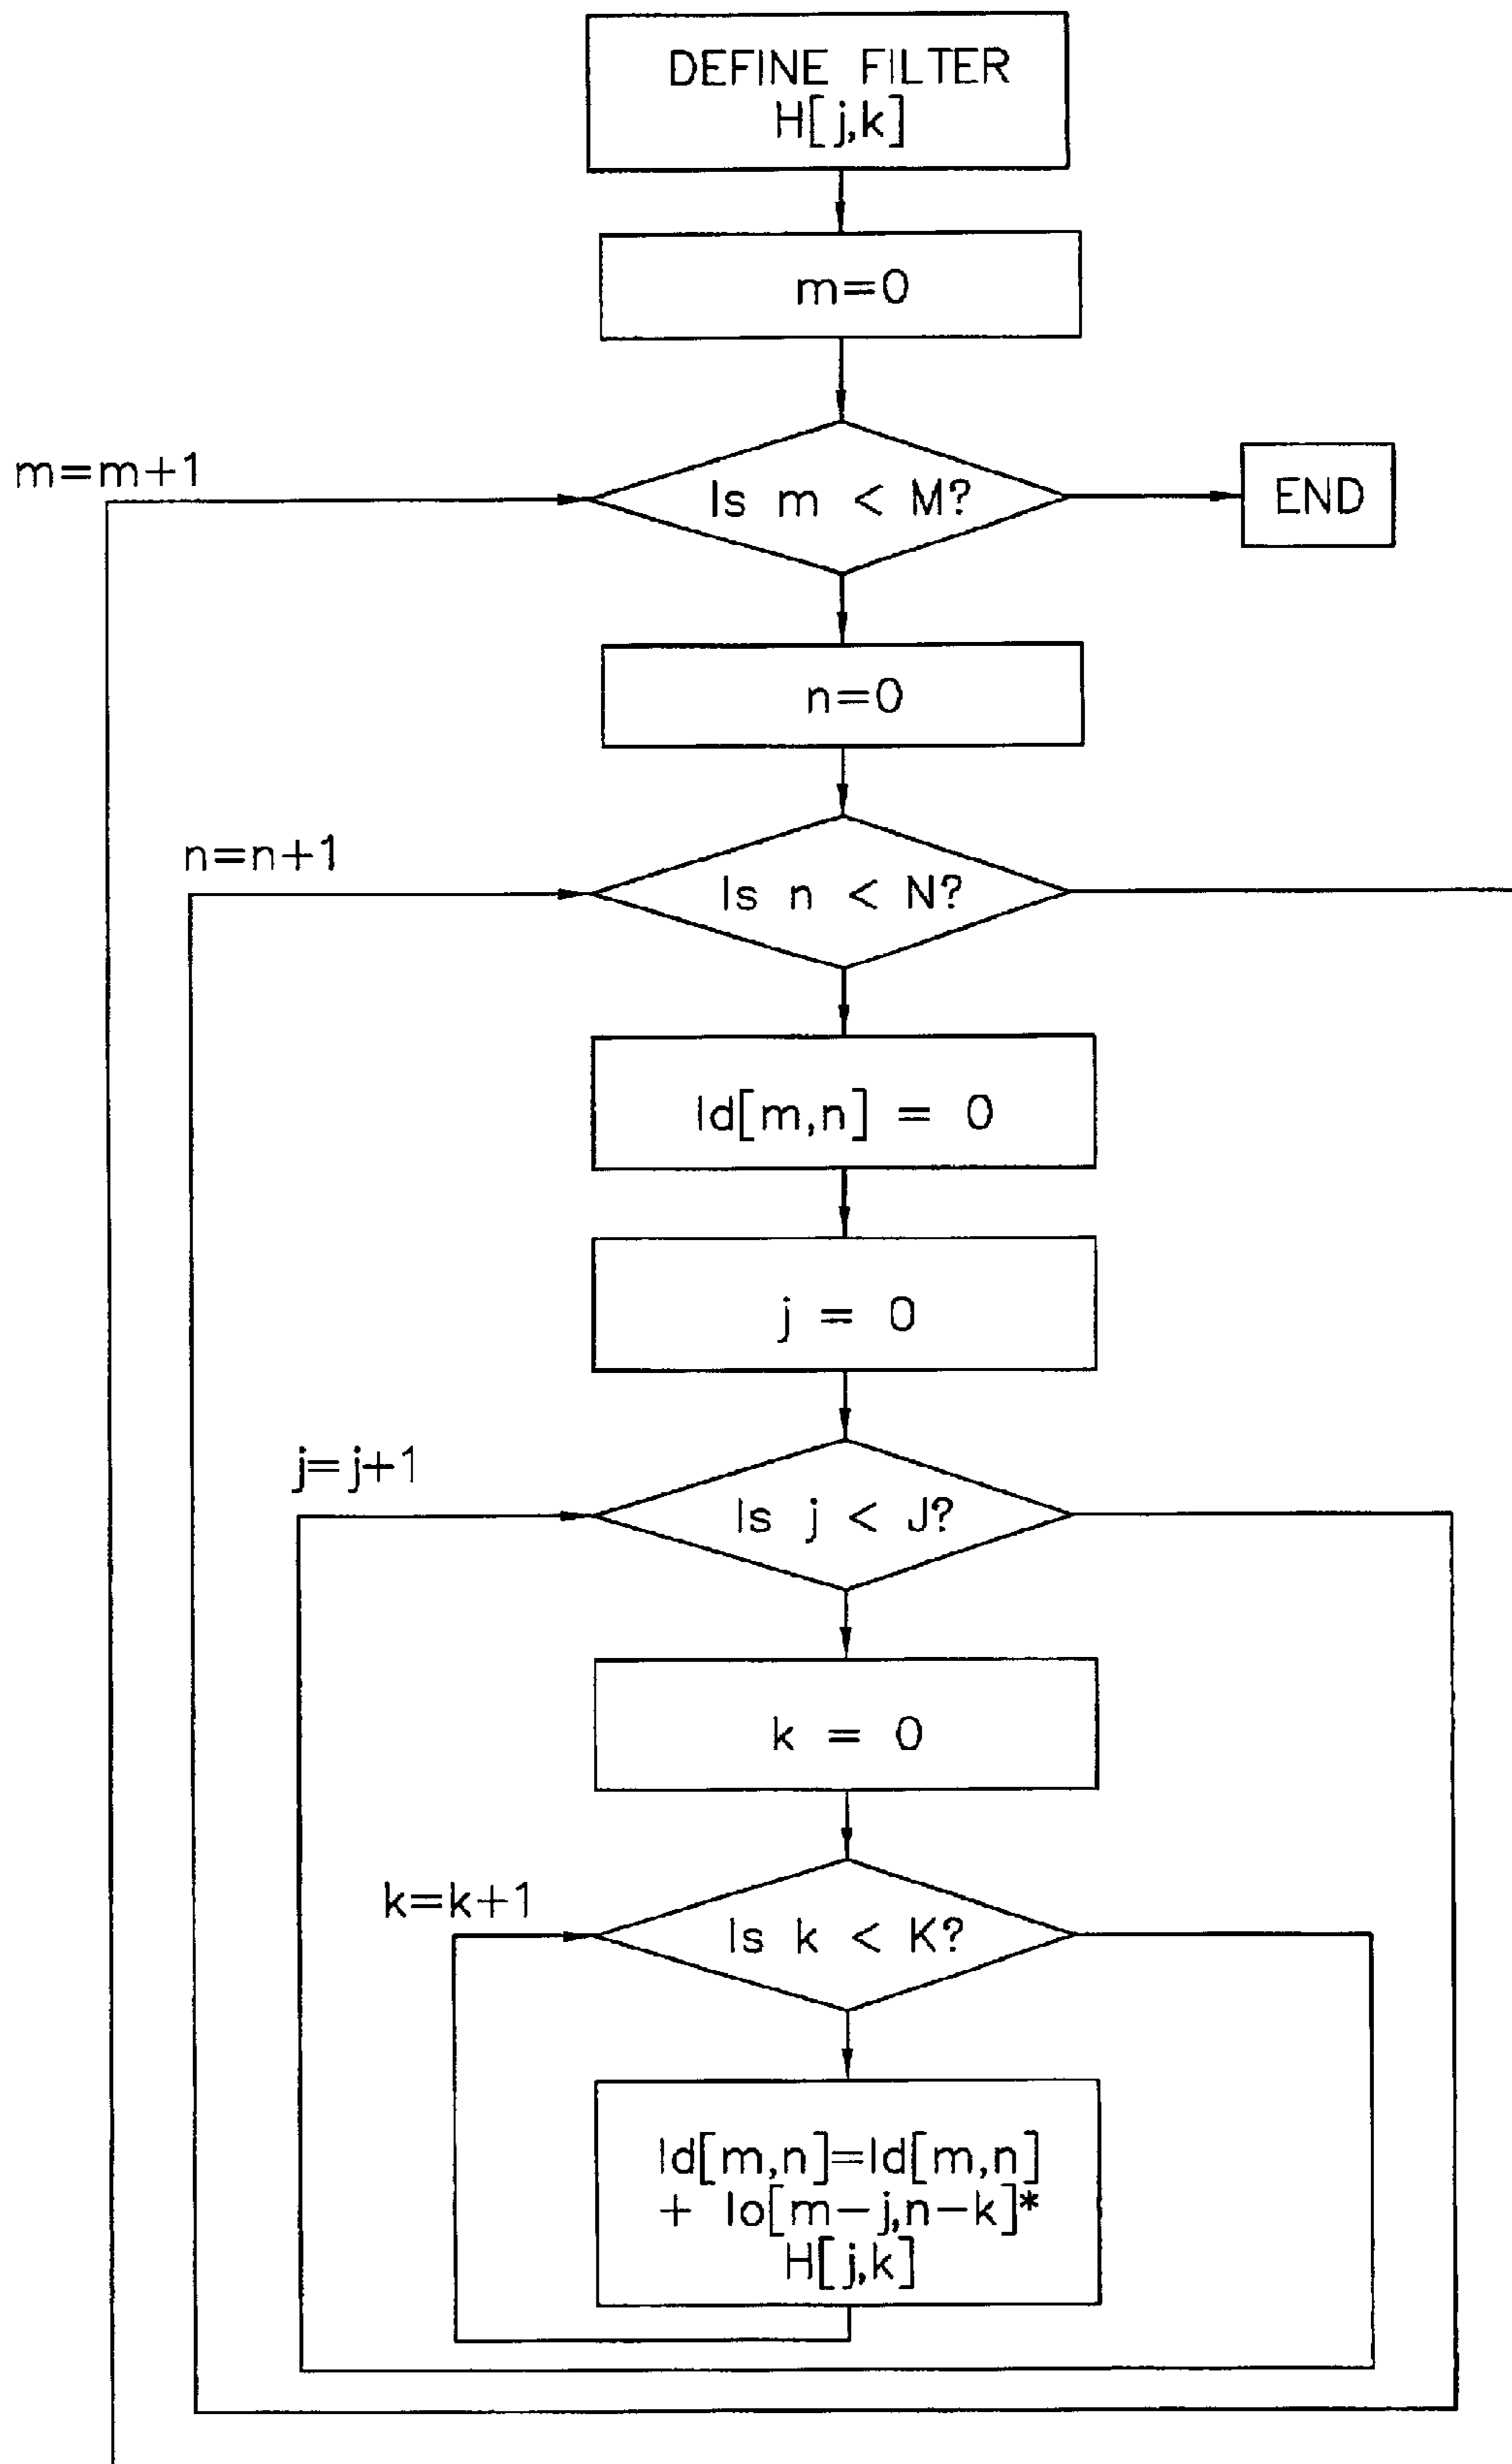 DEFINE FILTER
H[j,k]
m=0
m=m+1
Is m < M?
END
n=0
n=n+1
Is n < N?
Id[m,n] = 0
j = 0
j=j+1
Is j < J?
k = 0
k=k+1
Is k < K?
Id[m,n]=Id[m,n]
+ Io[m-j,n-k]*
H[j,k]